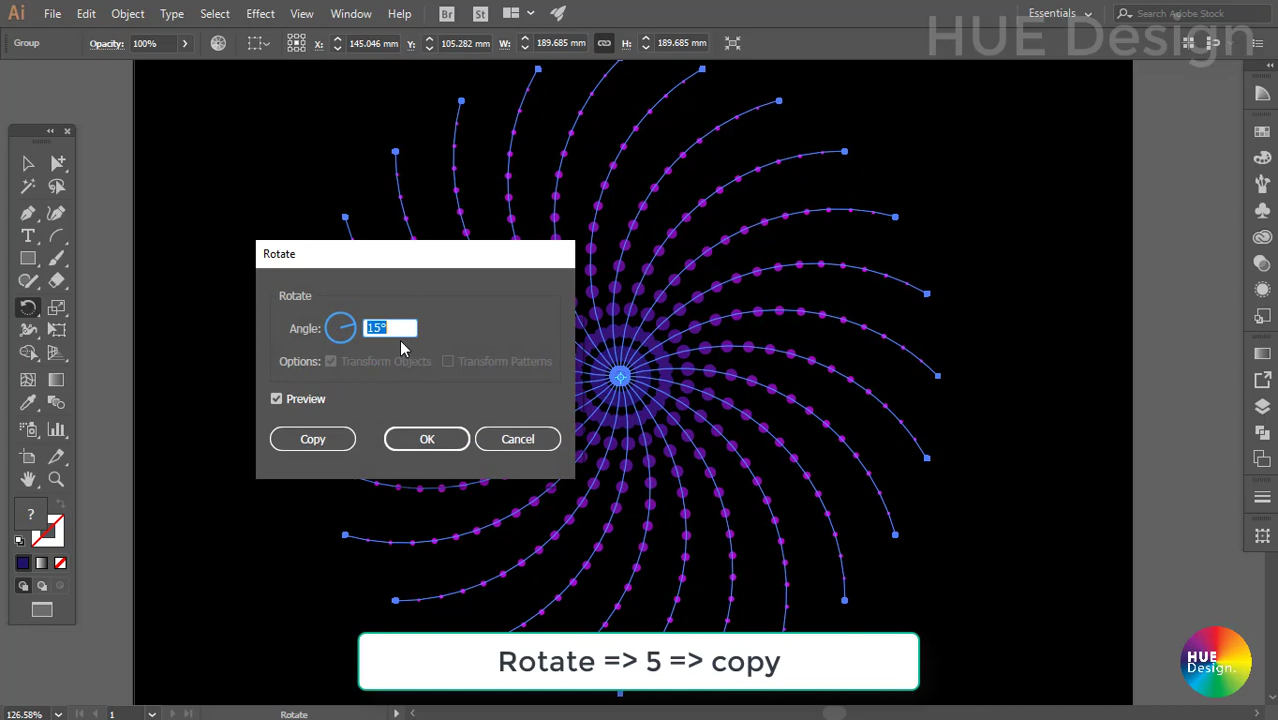 Ai File Edit Object Type Select Effect View Window Help Br St Essentials Search Adobe Stock
HUE Design
Group Opacity: 100% X: 145.046 mm Y: 105.282 mm W: 189.685 mm H: 189.685 mm
Rotate
Rotate
Angle: 15°
Options: Transform Objects Transform Patterns
Preview
Copy OK Cancel
?
Rotate => 5 => copy
HUE
Design.
126.58% 1 Rotate